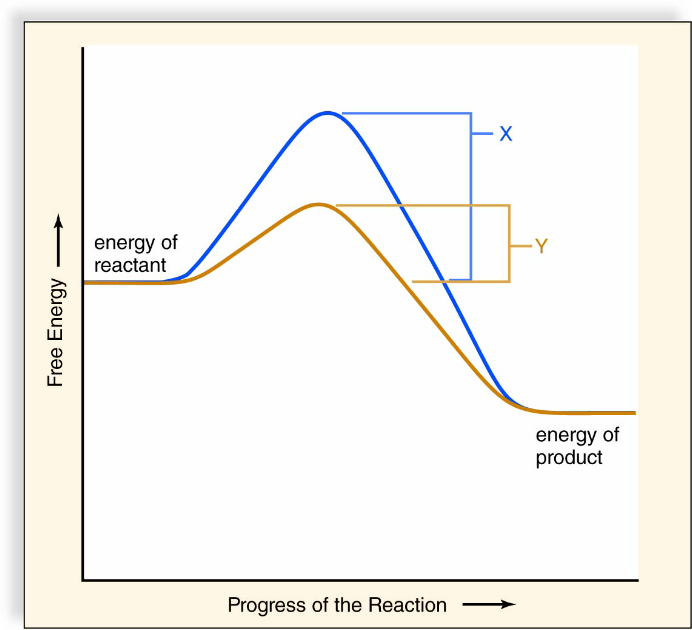 X
Y
energy of
reactant
Free Energy
energy of
product
Progress of the Reaction